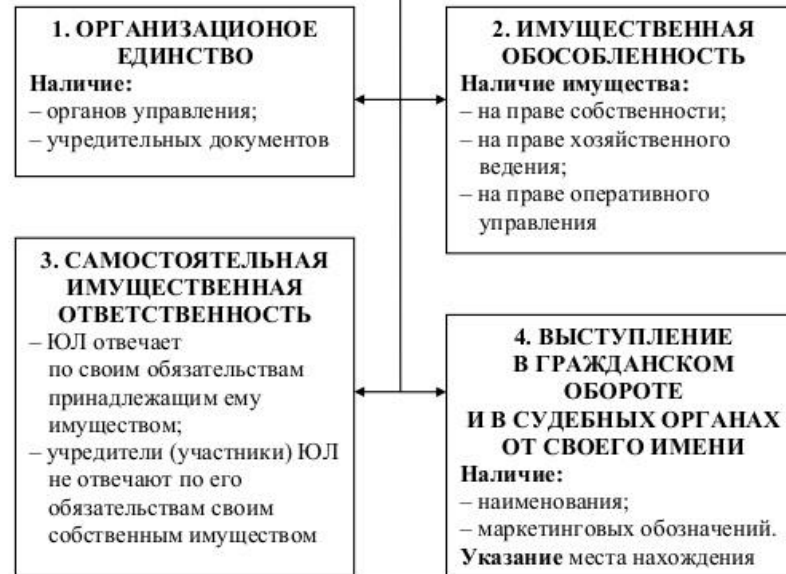 1. ОРГАНИЗАЦИОНОЕ
ЕДИНСТВО
Наличие:
– органов управления;
– учредительных документов
2. ИМУЩЕСТВЕННАЯ
ОБОСОБЛЕННОСТЬ
Наличие имущества:
– на праве собственности;
– на праве хозяйственного
ведения;
– на праве оперативного
управления
3. САМОСТОЯТЕЛЬНАЯ
ИМУЩЕСТВЕННАЯ
ОТВЕТСТВЕННОСТЬ
– ЮЛ отвечает
по своим обязательствам
принадлежащим ему
имуществом;
– учредители (участники) ЮЛ
не отвечают по его
обязательствам своим
собственным имуществом
4. ВЫСТУПЛЕНИЕ
В ГРАЖДАНСКОМ
ОБОРОТЕ
И В СУДЕБНЫХ ОРГАНАХ
ОТ СВОЕГО ИМЕНИ
Наличие:
– наименования;
– маркетинговых обозначений.
Указание места нахождения